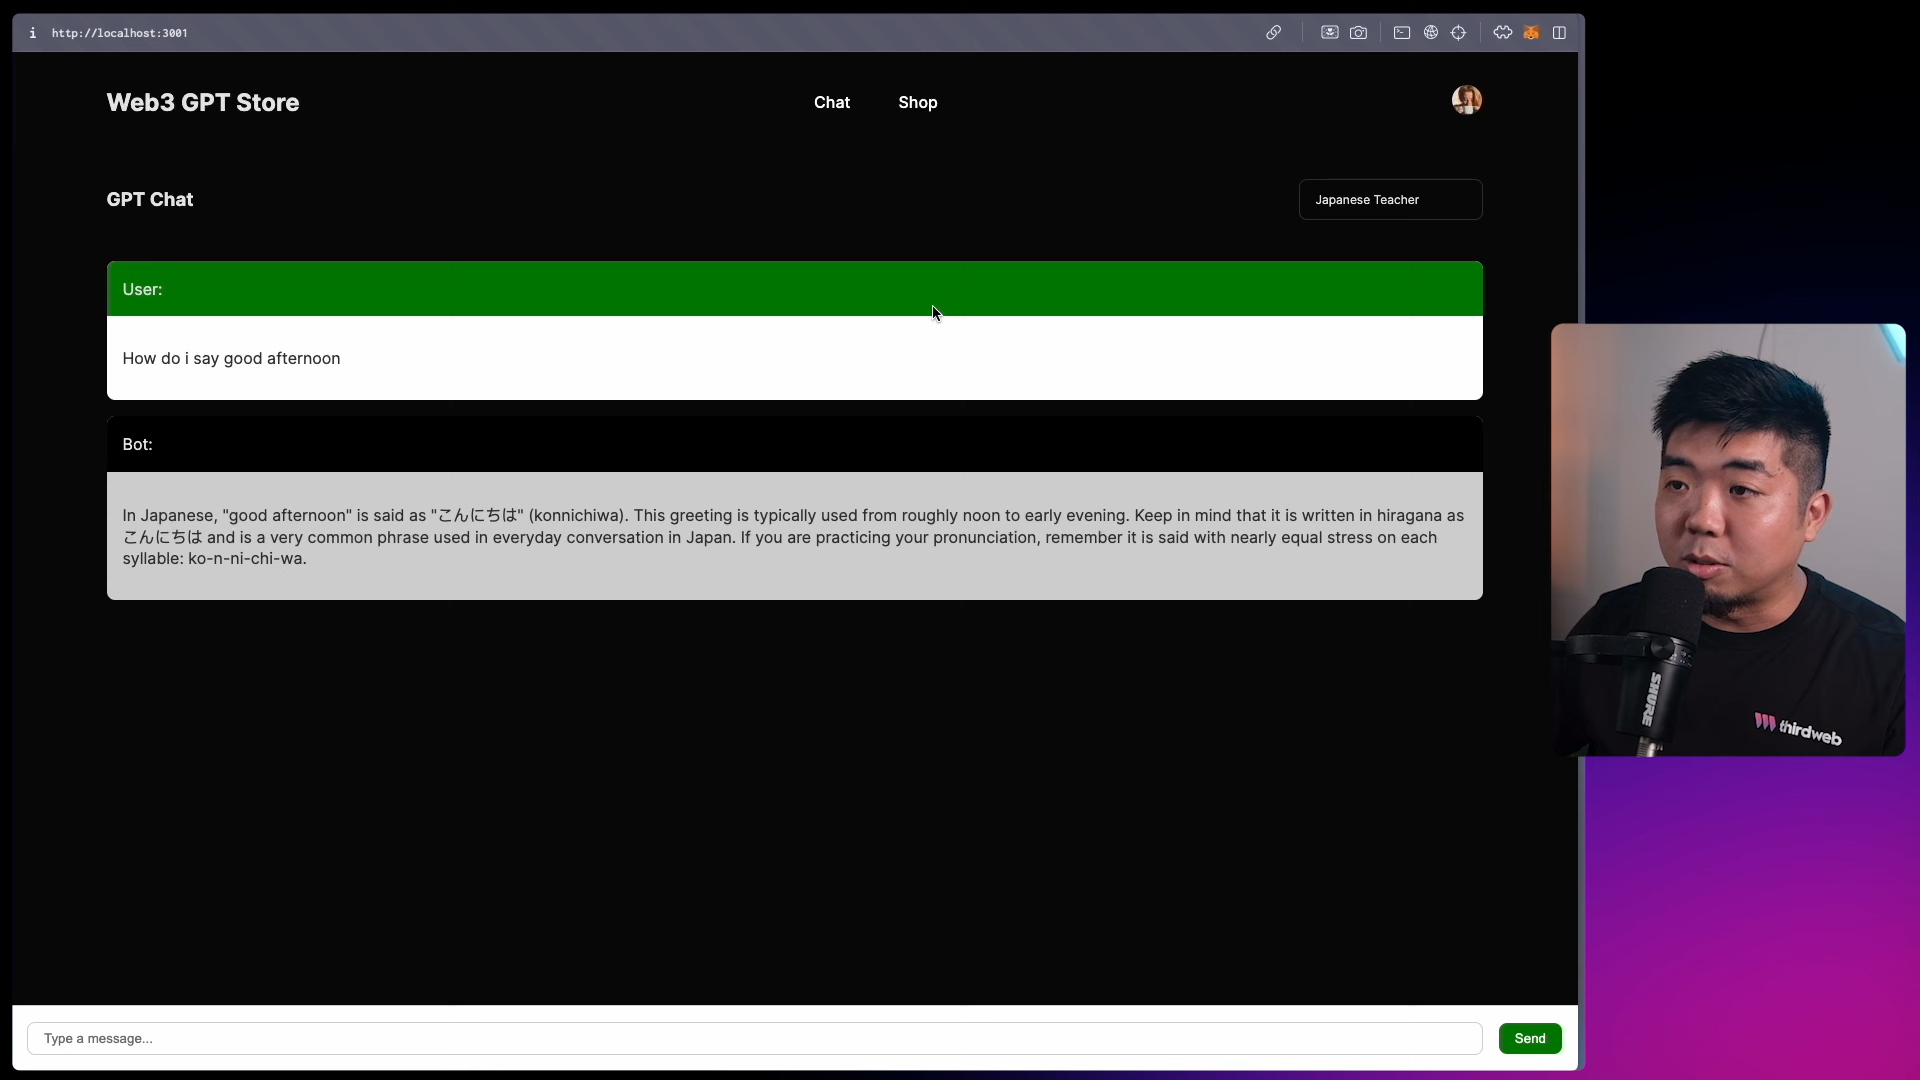 i http://localhost:3001
Web3 GPT Store
Chat
Shop
GPT Chat
Japanese Teacher
User:
How do i say good afternoon
Bot:
In Japanese, "good afternoon" is said as "こんにちは" (konnichiwa). This greeting is typically used from roughly noon to early evening. Keep in mind that it is written in hiragana as
こんにちは and is a very common phrase used in everyday conversation in Japan. If you are practicing your pronunciation, remember it is said with nearly equal stress on each
syllable: ko-n-ni-chi-wa.
SHURE
thirdweb
Type a message...
Send